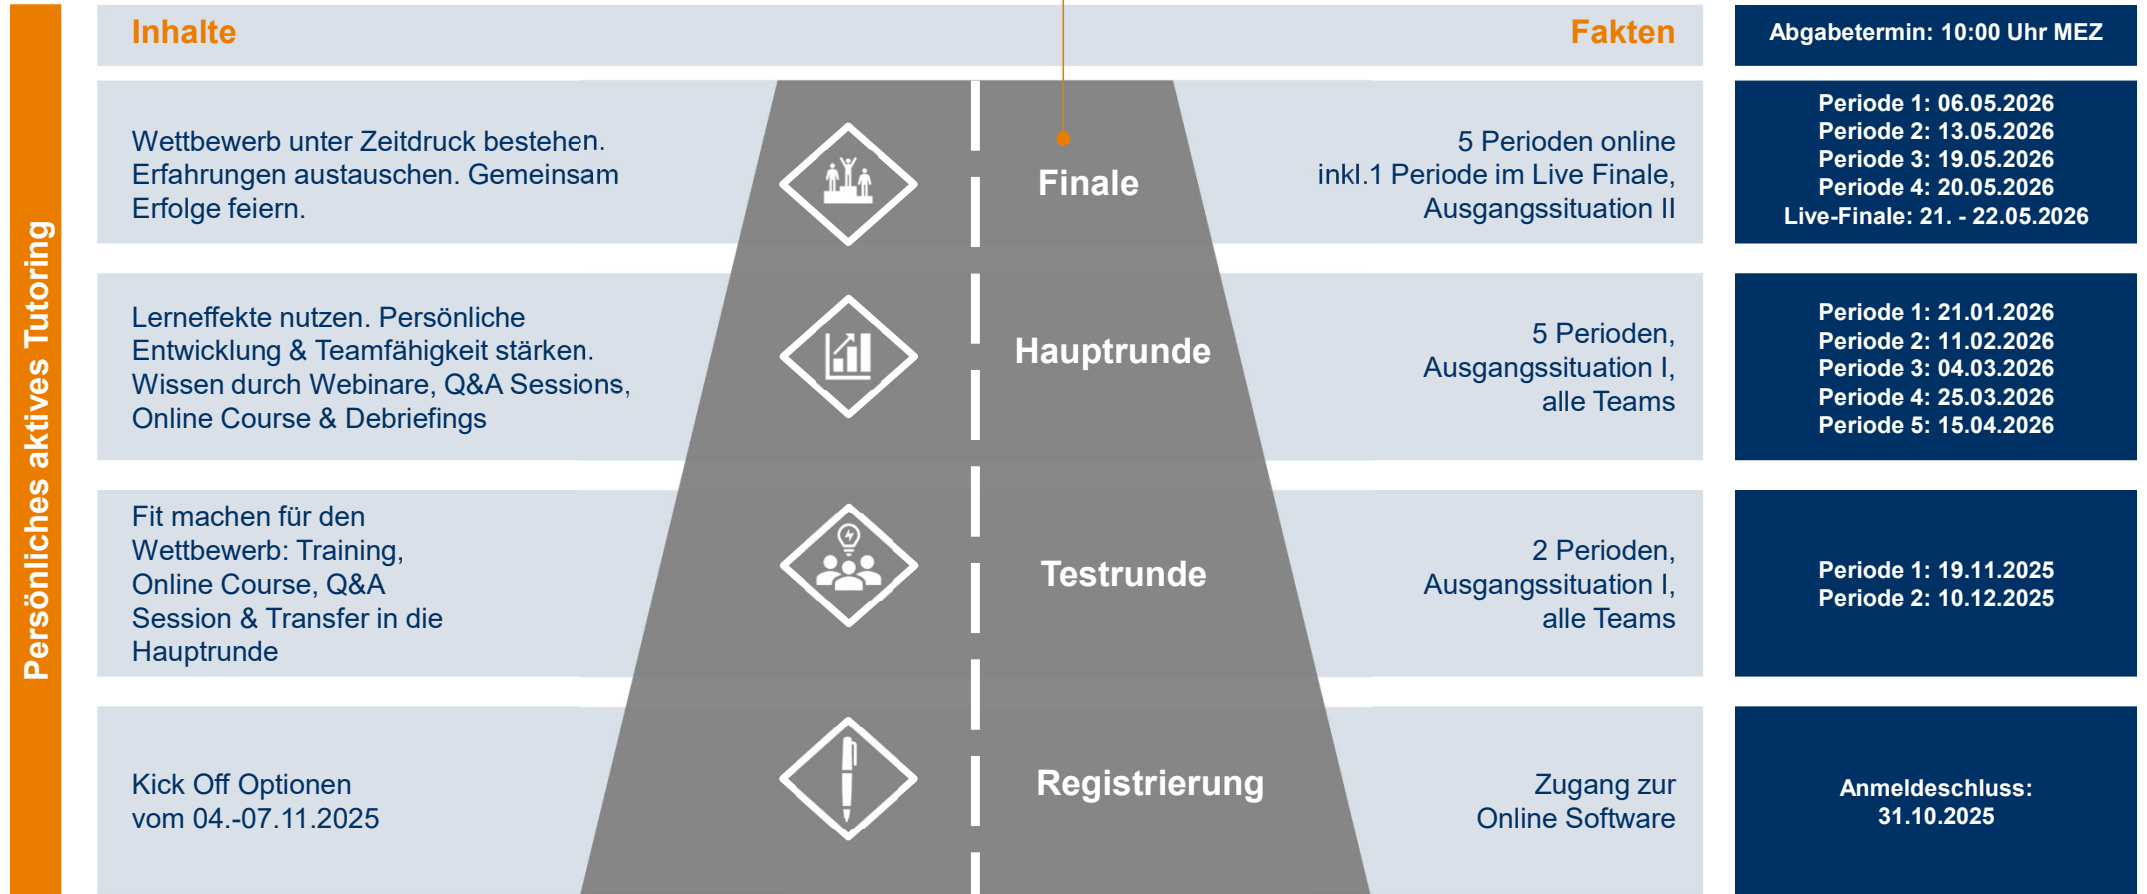 Persönliches aktives Tutoring
Inhalte
Fakten
Abgabetermin: 10:00 Uhr MEZ
Wettbewerb unter Zeitdruck bestehen.
Erfahrungen austauschen. Gemeinsam
Erfolge feiern.
Finale
5 Perioden online
inkl.1 Periode im Live Finale,
Ausgangssituation II
Periode 1: 06.05.2026
Periode 2: 13.05.2026
Periode 3: 19.05.2026
Periode 4: 20.05.2026
Live-Finale: 21. - 22.05.2026
Lerneffekte nutzen. Persönliche
Entwicklung & Teamfähigkeit stärken.
Wissen durch Webinare, Q&A Sessions,
Online Course & Debriefings
Hauptrunde
5 Perioden,
Ausgangssituation I,
alle Teams
Periode 1: 21.01.2026
Periode 2: 11.02.2026
Periode 3: 04.03.2026
Periode 4: 25.03.2026
Periode 5: 15.04.2026
Fit machen für den
Wettbewerb: Training,
Online Course, Q&A
Session & Transfer in die
Hauptrunde
Testrunde
2 Perioden,
Ausgangssituation I,
alle Teams
Periode 1: 19.11.2025
Periode 2: 10.12.2025
Kick Off Optionen
vom 04.-07.11.2025
Registrierung
Zugang zur
Online Software
Anmeldeschluss:
31.10.2025